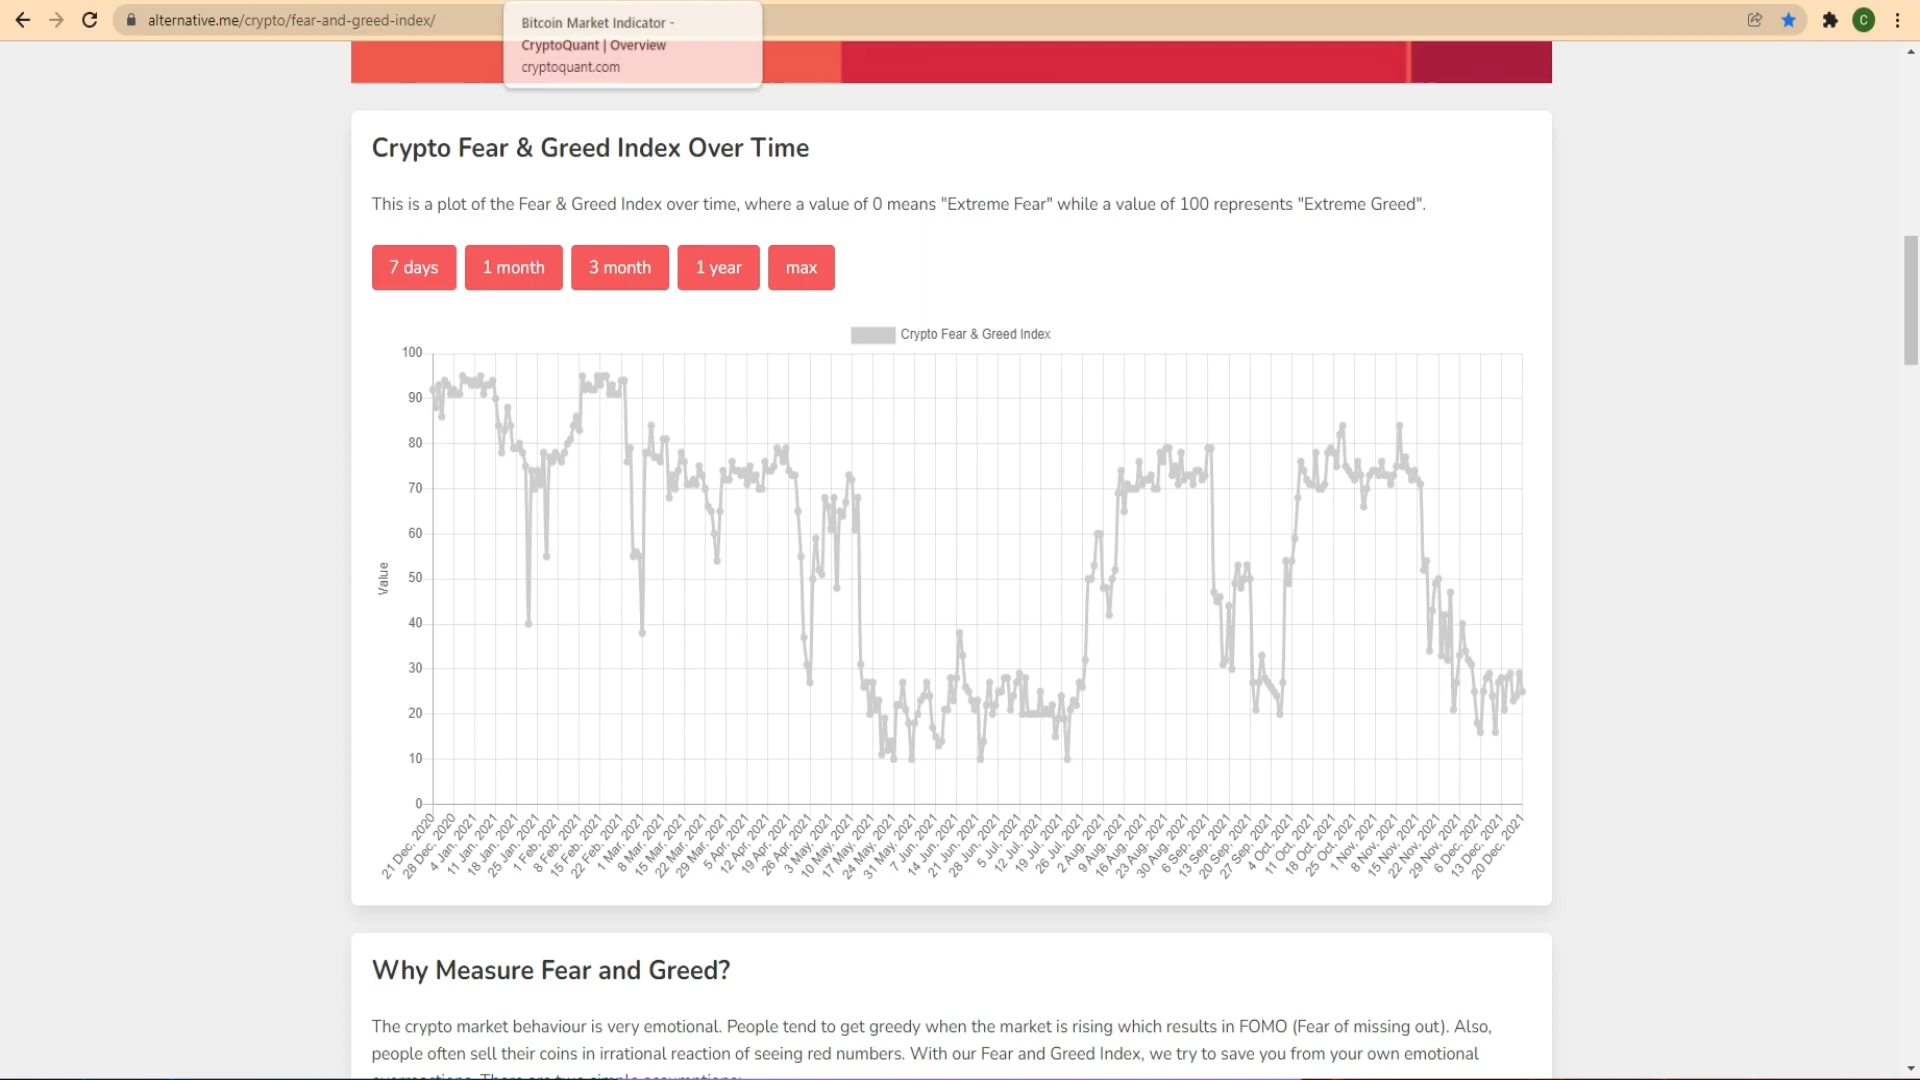 alternative.me/crypto/fear-and-greed-index/
Bitcoin Market Indicator -
CryptoQuant | Overview
cryptoquant.com
C
Crypto Fear & Greed Index Over Time
This is a plot of the Fear & Greed Index over time, where a value of 0 means "Extreme Fear" while a value of 100 represents "Extreme Greed".
7 days 1 month 3 month 1 year max
Crypto Fear & Greed Index
100
90
80
70
60
50
40
30
20
10
0
Value
21 Dec, 2020
28 Dec, 2020
4 Jan, 2021
11 Jan, 2021
18 Jan, 2021
25 Jan, 2021
1 Feb, 2021
8 Feb, 2021
15 Feb, 2021
22 Feb, 2021
1 Mar, 2021
8 Mar, 2021
15 Mar, 2021
22 Mar, 2021
29 Mar, 2021
5 Apr, 2021
12 Apr, 2021
19 Apr, 2021
26 Apr, 2021
3 May, 2021
10 May, 2021
17 May, 2021
24 May, 2021
31 May, 2021
7 Jun, 2021
14 Jun, 2021
21 Jun, 2021
28 Jun, 2021
5 Jul, 2021
12 Jul, 2021
19 Jul, 2021
26 Jul, 2021
2 Aug, 2021
9 Aug, 2021
16 Aug, 2021
23 Aug, 2021
30 Aug, 2021
6 Sep, 2021
13 Sep, 2021
20 Sep, 2021
27 Sep, 2021
4 Oct, 2021
11 Oct, 2021
18 Oct, 2021
25 Oct, 2021
1 Nov, 2021
8 Nov, 2021
15 Nov, 2021
22 Nov, 2021
29 Nov, 2021
6 Dec, 2021
13 Dec, 2021
20 Dec, 2021
Why Measure Fear and Greed?
The crypto market behaviour is very emotional. People tend to get greedy when the market is rising which results in FOMO (Fear of missing out). Also,
people often sell their coins in irrational reaction of seeing red numbers. With our Fear and Greed Index, we try to save you from your own emotional